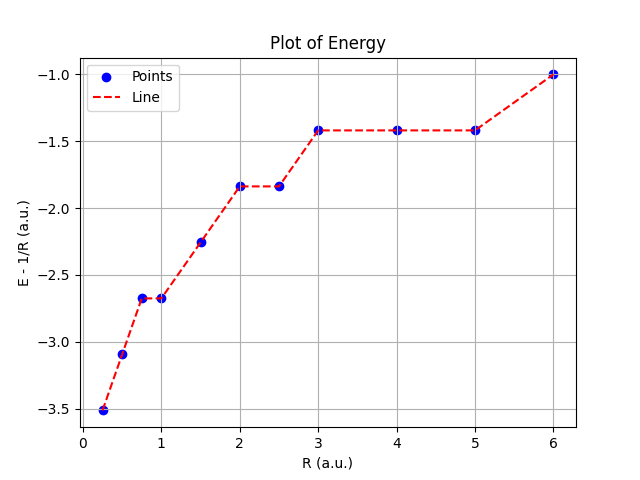 Plot of Energy
Points
Line
−1.0
−1.5
−2.0
−2.5
−3.0
−3.5
E - 1/R (a.u.)
0 1 2 3 4 5 6
R (a.u.)